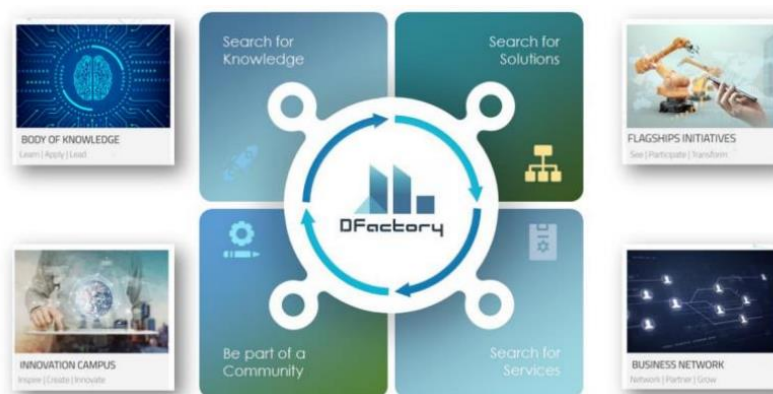 Search for
Knowledge
Search for
Solutions
BODY OF KNOWLEDGE
Learn | Apply | Lead
FLAGSHIPS INITIATIVES
See | Participate | Transform
DFactory
INNOVATION CAMPUS
Inspire | Create | Innovate
Be part of a
Community
Search for
Services
BUSINESS NETWORK
Network | Partner | Grow